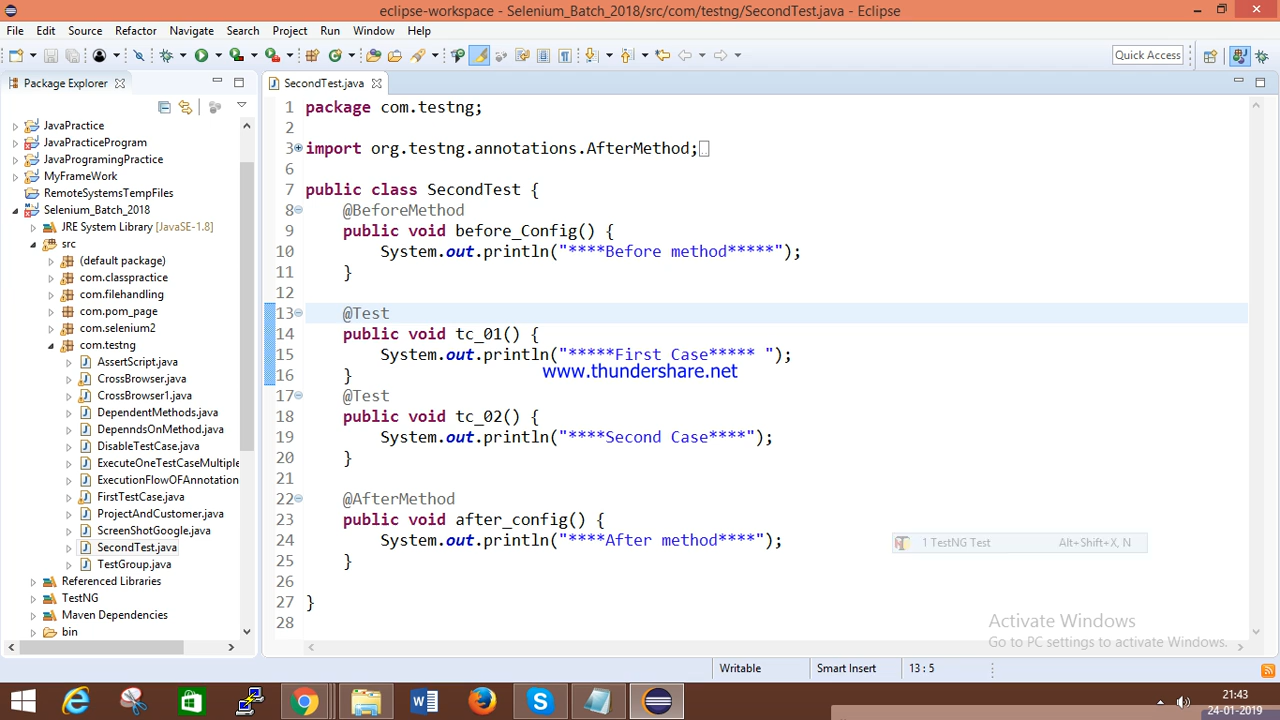 eclipse-workspace - Selenium_Batch_2018/src/com/testng/SecondTest.java - Eclipse
File Edit Source Refactor Navigate Search Project Run Window Help
Quick Access
Package Explorer
SecondTest.java
JavaPractice
JavaPracticeProgram
JavaProgramingPractice
MyFrameWork
RemoteSystemsTempFiles
Selenium_Batch_2018
JRE System Library [JavaSE-1.8]
src
(default package)
com.classpractice
com.filehandling
com.pom_page
com.selenium2
com.testng
AssertScript.java
CrossBrowser.java
CrossBrowser1.java
DependentMethods.java
DepenndsOnMethod.java
DisableTestCase.java
ExecuteOneTestCaseMultiple
ExecutionFlowOFAnnotation
FirstTestCase.java
ProjectAndCustomer.java
ScreenShotGoogle.java
SecondTest.java
TestGroup.java
Referenced Libraries
TestNG
Maven Dependencies
bin
1 package com.testng;
2
3 import org.testng.annotations.AfterMethod;
6
7 public class SecondTest {
8 @BeforeMethod
9 public void before_Config() {
10 System.out.println("****Before method*****");
11 }
12
13 @Test
14 public void tc_01() {
15 System.out.println("*****First Case***** ");
16 }
www.thundershare.net
17 @Test
18 public void tc_02() {
19 System.out.println("****Second Case****");
20 }
21
22 @AfterMethod
23 public void after_config() {
24 System.out.println("****After method****");
25 }
26
27 }
28
1 TestNG Test Alt+Shift+X, N
Activate Windows
Go to PC settings to activate Windows.
Writable Smart Insert 13 : 5
21:43
24-01-2019